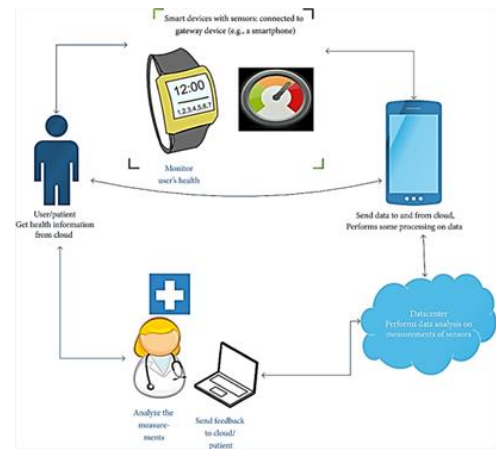 Smart devices with sensors: connected to
gateway device (e.g., a smartphone)
12:00
1,2,3,4,5,6,7
Monitor
user's health
User/patient
Get health information
from cloud
Send data to and from cloud,
Performs some processing on data
Datacenter
Performs data analysis on
measurements of sensors
Analyze the
measure-
ments
Send feedback
to cloud/
patient